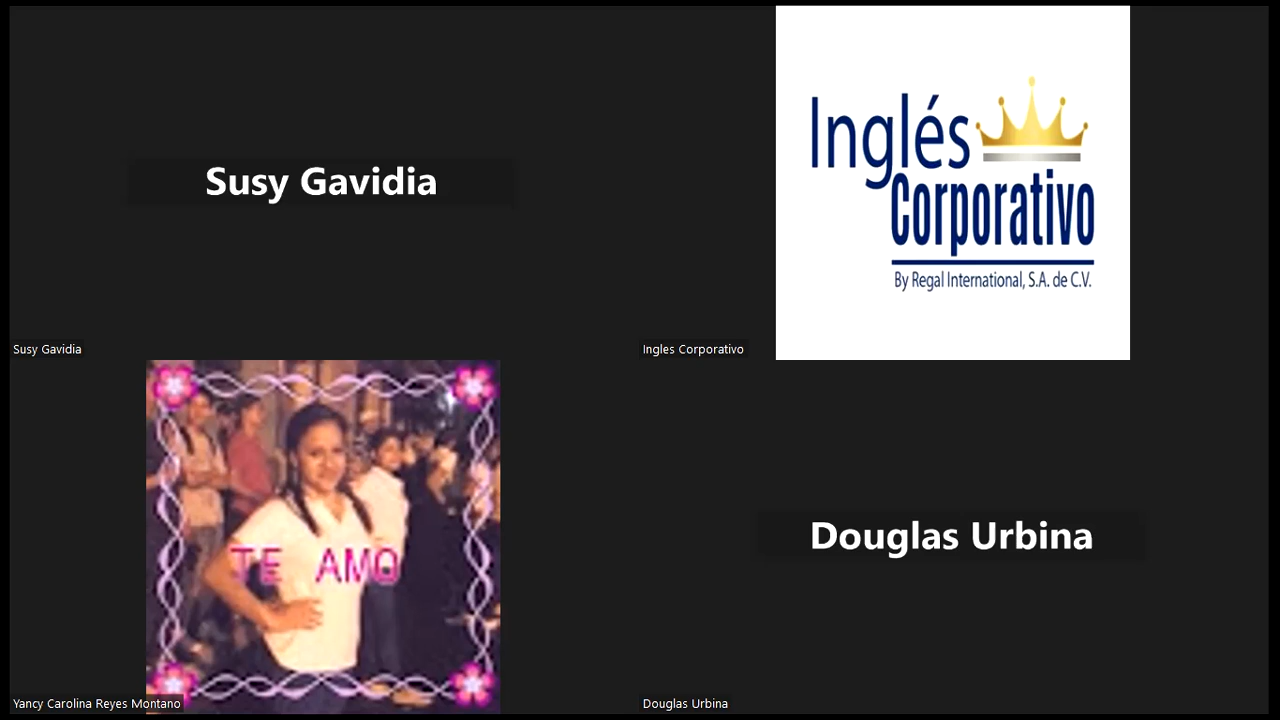 Susy Gavidia
Inglés
Corporativo
By Regal International, S.A. de C.V.
Susy Gavidia
Ingles Corporativo
TE AMO
Douglas Urbina
Yancy Carolina Reyes Montano
Douglas Urbina